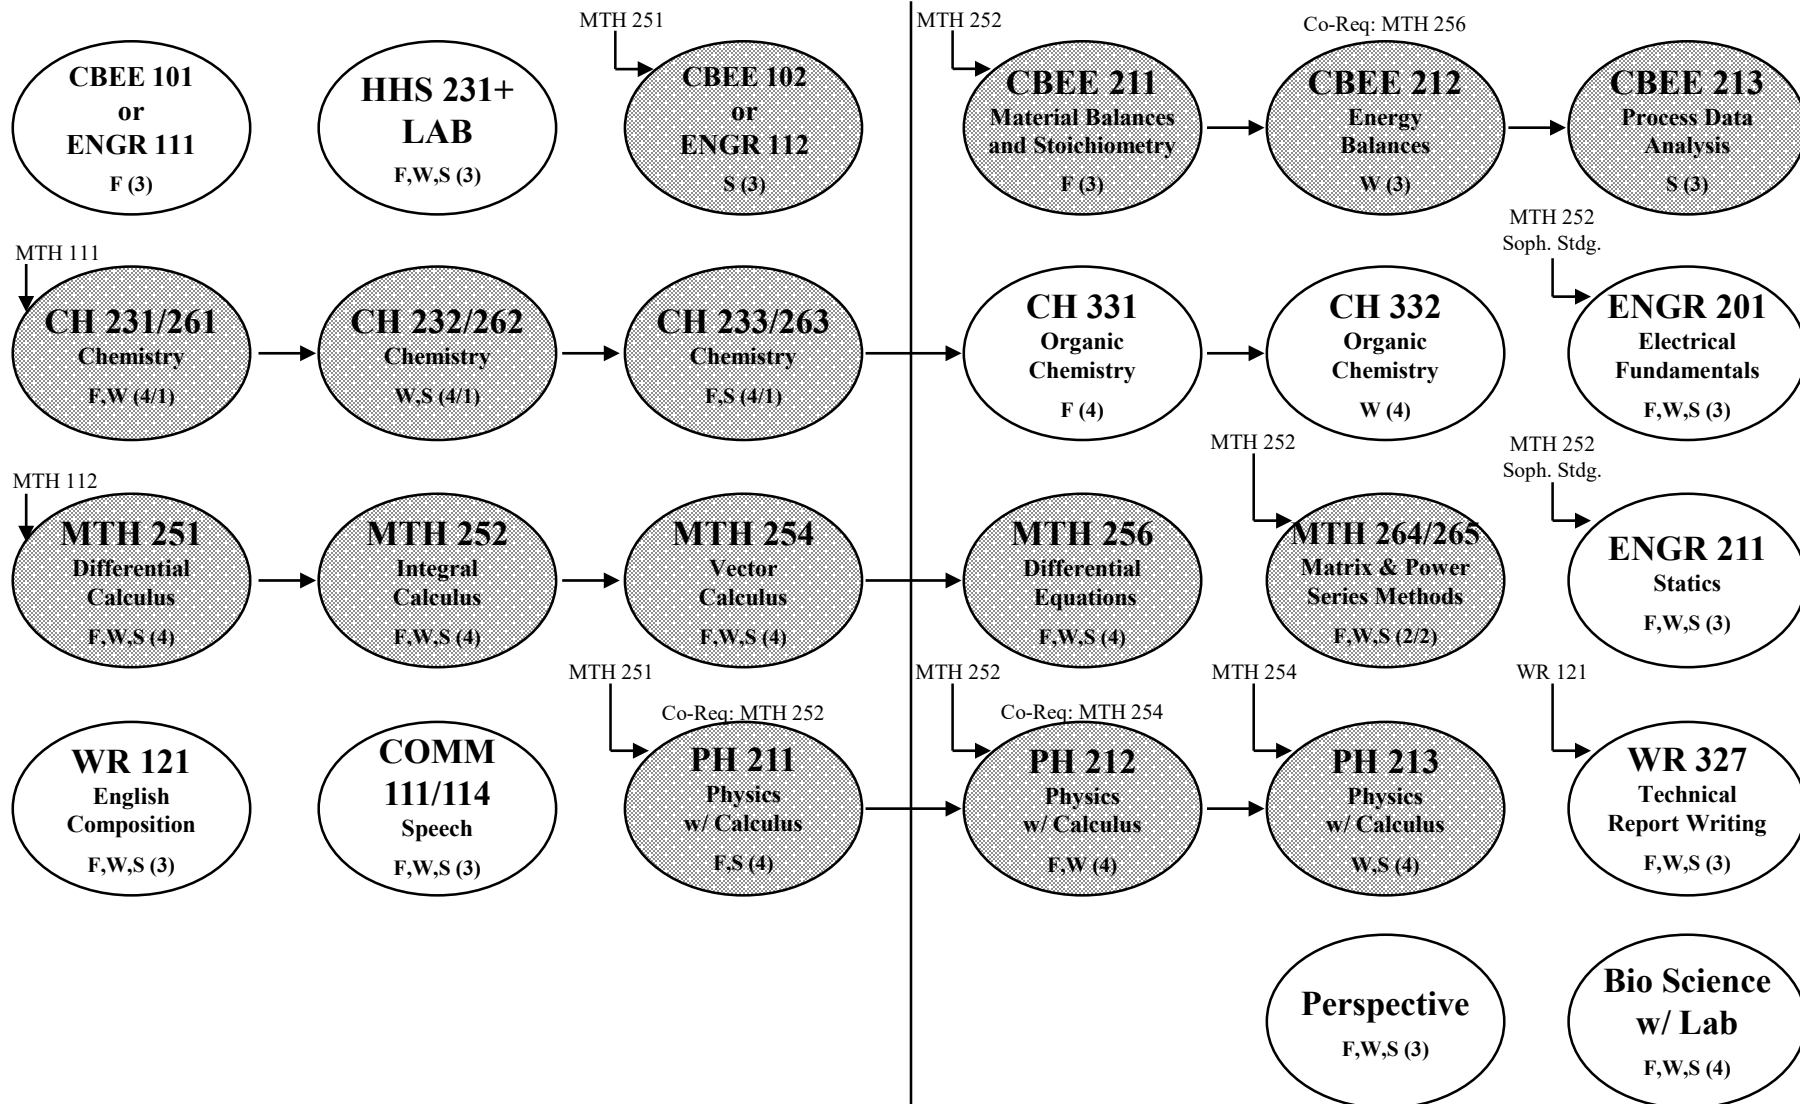 MTH 251
CBEE 101
or
ENGR 111
F (3)
HHS 231+
LAB
F,W,S (3)
CBEE 102
or
ENGR 112
S (3)
MTH 252
CBEE 211
Material Balances
and Stoichiometry
F (3)
Co-Req: MTH 256
CBEE 212
Energy
Balances
W (3)
CBEE 213
Process Data
Analysis
S (3)
MTH 111
CH 231/261
Chemistry
F,W (4/1)
CH 232/262
Chemistry
W,S (4/1)
CH 233/263
Chemistry
F,S (4/1)
CH 331
Organic
Chemistry
F (4)
CH 332
Organic
Chemistry
W (4)
MTH 252
Soph. Stdg.
ENGR 201
Electrical
Fundamentals
F,W,S (3)
MTH 112
MTH 251
Differential
Calculus
F,W,S (4)
MTH 252
Integral
Calculus
F,W,S (4)
MTH 254
Vector
Calculus
F,W,S (4)
MTH 256
Differential
Equations
F,W,S (4)
MTH 252
MTH 264/265
Matrix & Power
Series Methods
F,W,S (2/2)
MTH 252
Soph. Stdg.
ENGR 211
Statics
F,W,S (3)
WR 121
English
Composition
F,W,S (3)
COMM
111/114
Speech
F,W,S (3)
MTH 251
Co-Req: MTH 252
PH 211
Physics
w/ Calculus
F,S (4)
MTH 252
Co-Req: MTH 254
PH 212
Physics
w/ Calculus
F,W (4)
MTH 254
PH 213
Physics
w/ Calculus
W,S (4)
WR 121
WR 327
Technical
Report Writing
F,W,S (3)
Perspective
F,W,S (3)
Bio Science
w/ Lab
F,W,S (4)